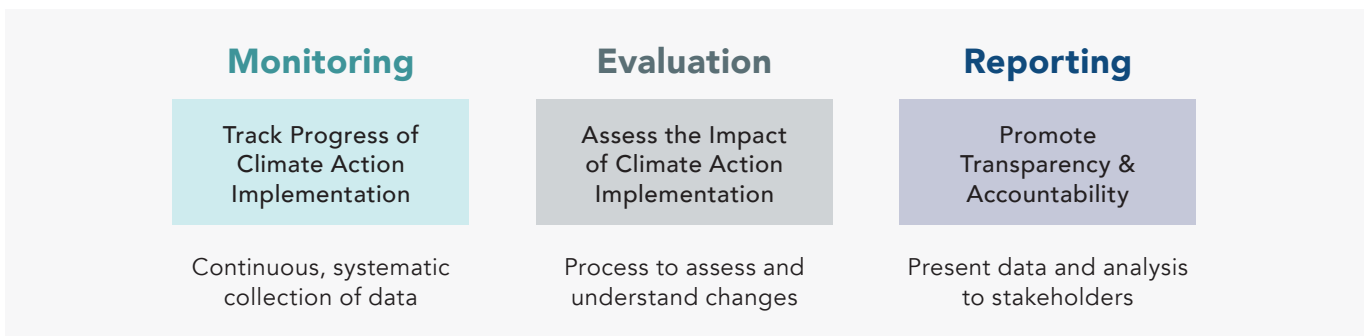 Monitoring
Track Progress of
Climate Action
Implementation
Continuous, systematic
collection of data
Evaluation
Assess the Impact
of Climate Action
Implementation
Process to assess and
understand changes
Reporting
Promote
Transparency &
Accountability
Present data and analysis
to stakeholders